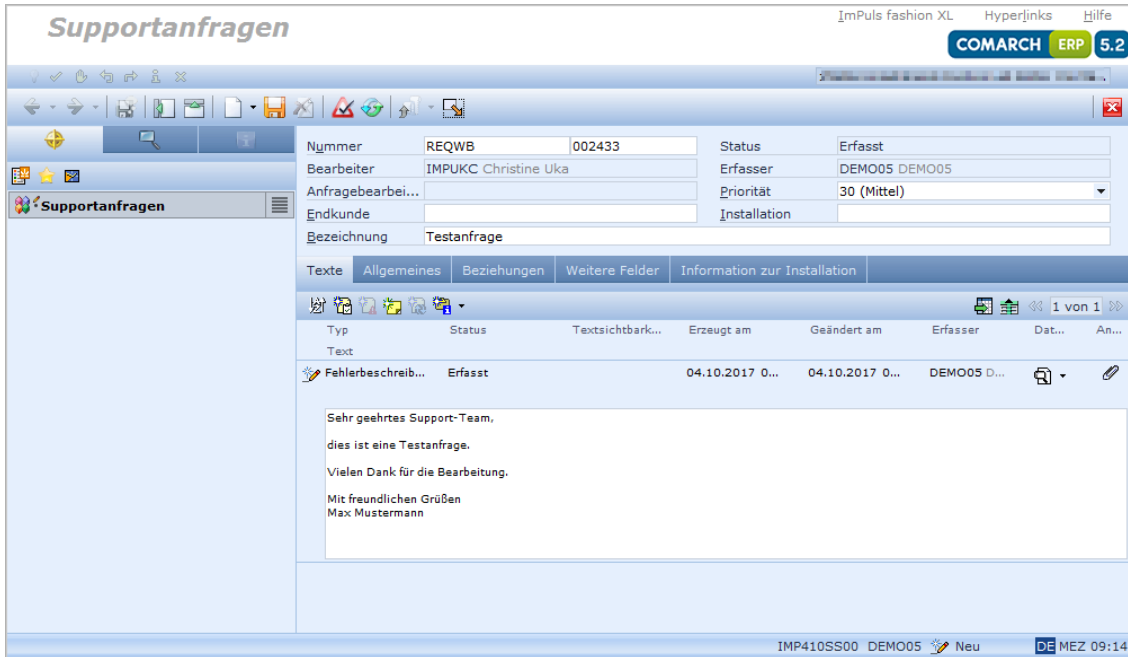 Supportanfragen
ImPuls fashion XL Hyperlinks Hilfe
COMARCH ERP 5.2
Nummer REQWB 002433 Status Erfasst
Bearbeiter IMPUKC Christine Uka Erfasser DEMO05 DEMO05
Anfragebearbei... Priorität 30 (Mittel)
Supportanfragen
Endkunde Installation
Bezeichnung Testanfrage
Texte Allgemeines Beziehungen Weitere Felder Information zur Installation
1 von 1
Typ Status Textsichtbark... Erzeugt am Geändert am Erfasser Dat... An...
Text
Fehlerbeschreib... Erfasst 04.10.2017 0... 04.10.2017 0... DEMO05 D...
Sehr geehrtes Support-Team,
dies ist eine Testanfrage.
Vielen Dank für die Bearbeitung.
Mit freundlichen Grüßen
Max Mustermann
IMP410SS00 DEMO05 Neu DE MEZ 09:14